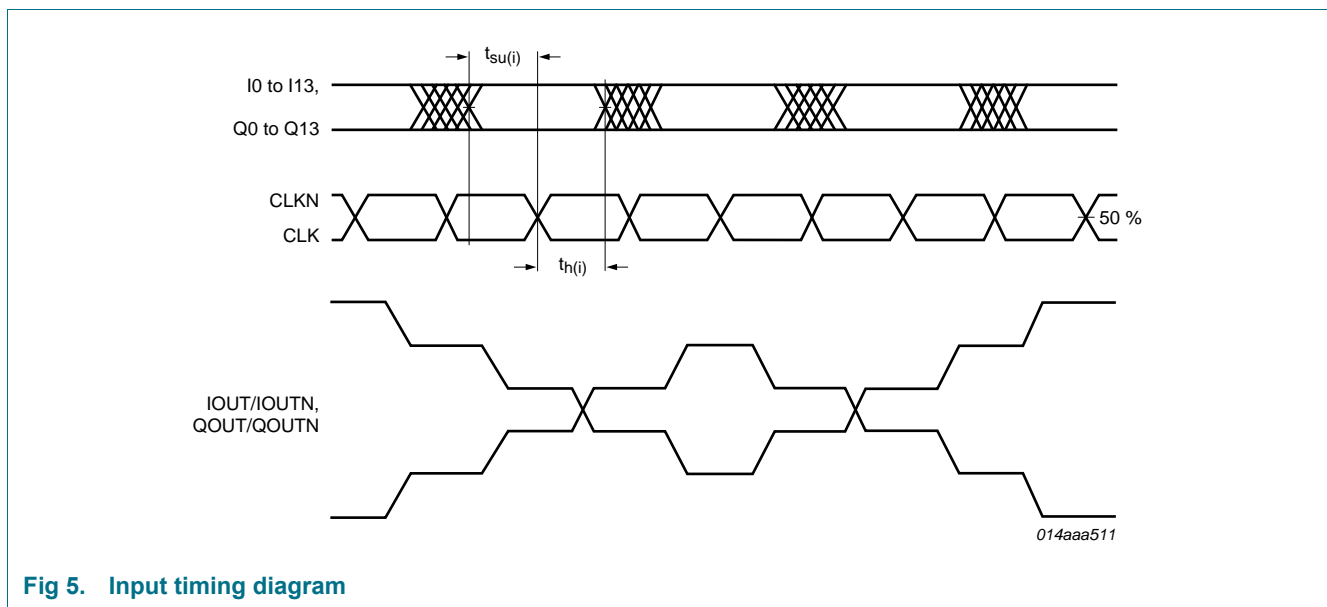 tsu(i)
I0 to I13,
Q0 to Q13
CLKN
CLK
50 %
th(i)
IOUT/IOUTN,
QOUT/QOUTN
014aaa511
Fig 5. Input timing diagram